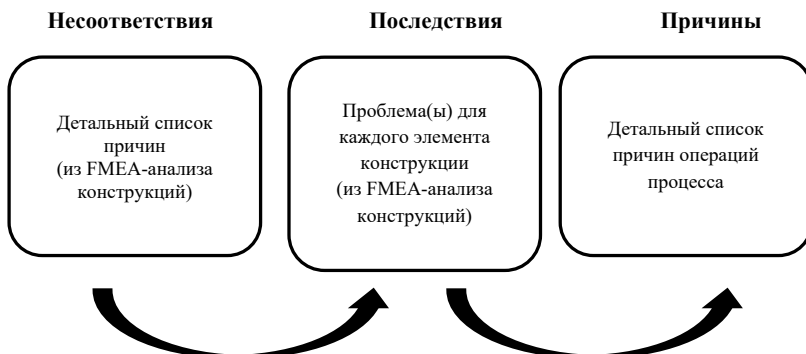 Несоответствия
Последствия
Причины
Детальный список
причин
(из FMEA-анализа
конструкций)
Проблема(ы) для
каждого элемента
конструкции
(из FMEA-анализа
конструкций)
Детальный список
причин операций
процесса